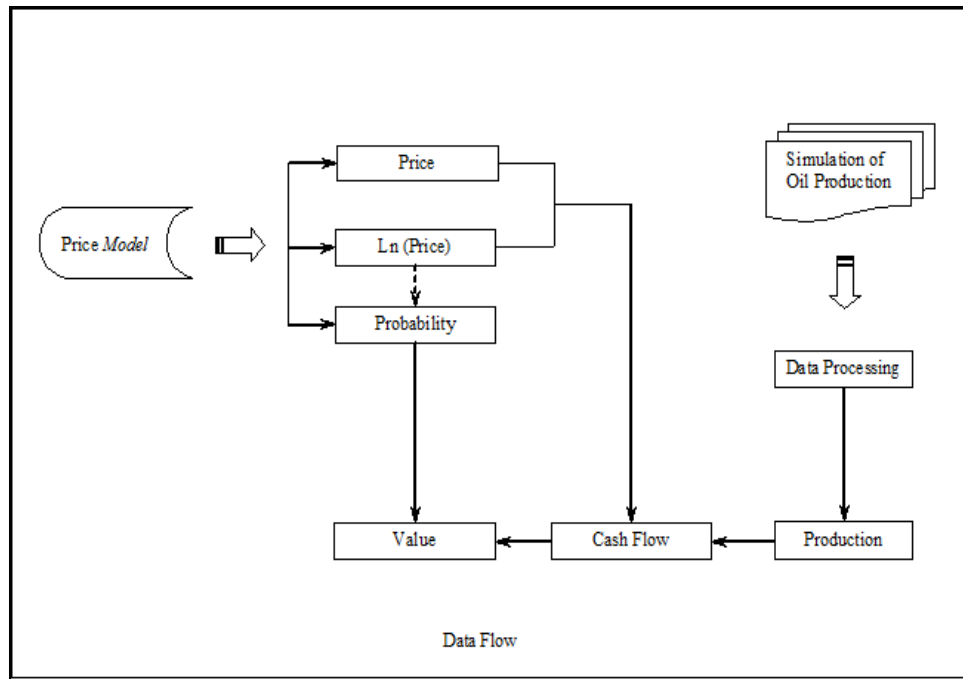 Price
Simulation of
Oil Production
Price Model
Ln (Price)
Probability
Data Processing
Value
Cash Flow
Production
Data Flow